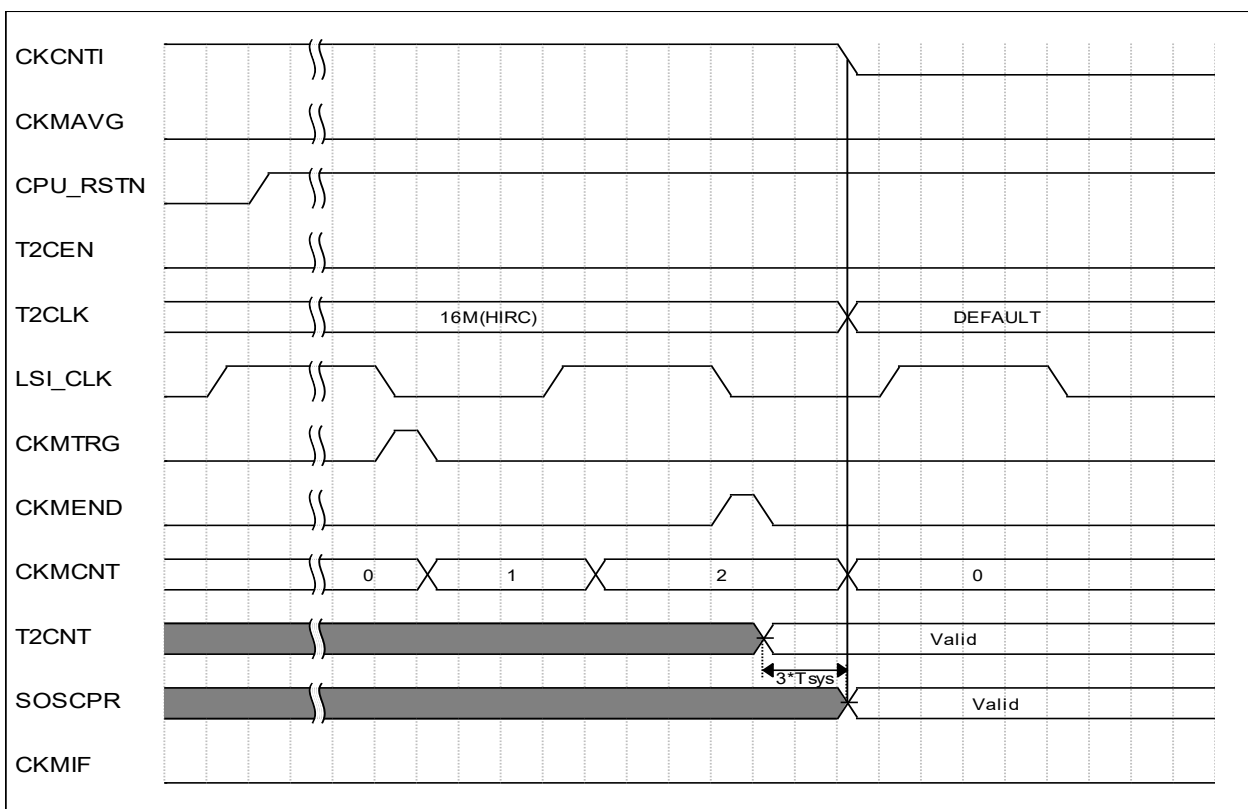 CKCNTI
CKMAVG
CPU_RSTN
T2CEN
T2CLK 16M(HIRC) DEFAULT
LSI_CLK
CKMTRG
CKMEND
CKMCNT 0 1 2 0
T2CNT Valid
3*Tsys
SOSCPR Valid
CKMIF